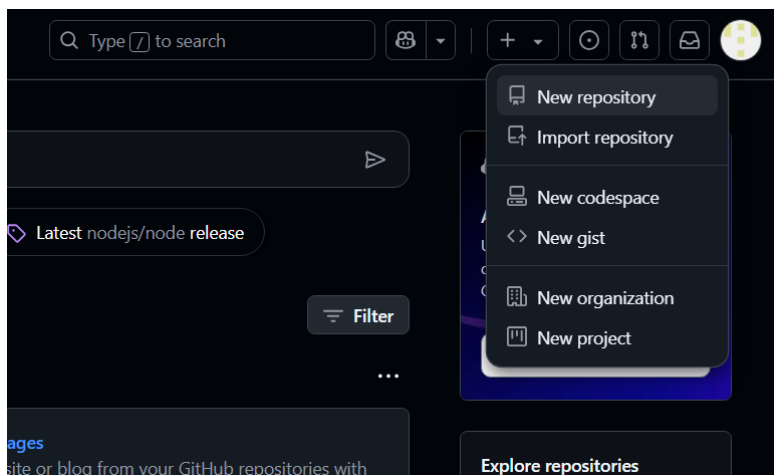 Type / to search
New repository
Import repository
New codespace
New gist
New organization
New project
Latest nodejs/node release
Filter
ages
site or blog from your GitHub repositories with
Explore repositories